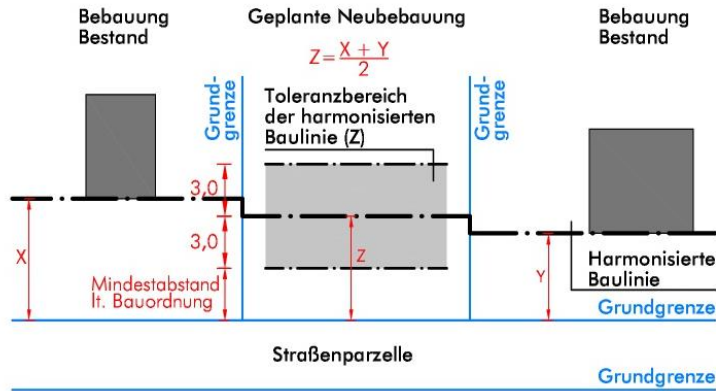 Bebauung
Bestand
Geplante Neubebauung
Bebauung
Bestand
Z=X + Y
2
Grund-
grenze
Toleranzbereich
der harmonisierten
Baulinie (Z)
Grund-
grenze
3,0
3,0
X
Z
Y
Mindestabstand
lt. Bauordnung
Harmonisierte
Baulinie
Grundgrenze
Straßenparzelle
Grundgrenze